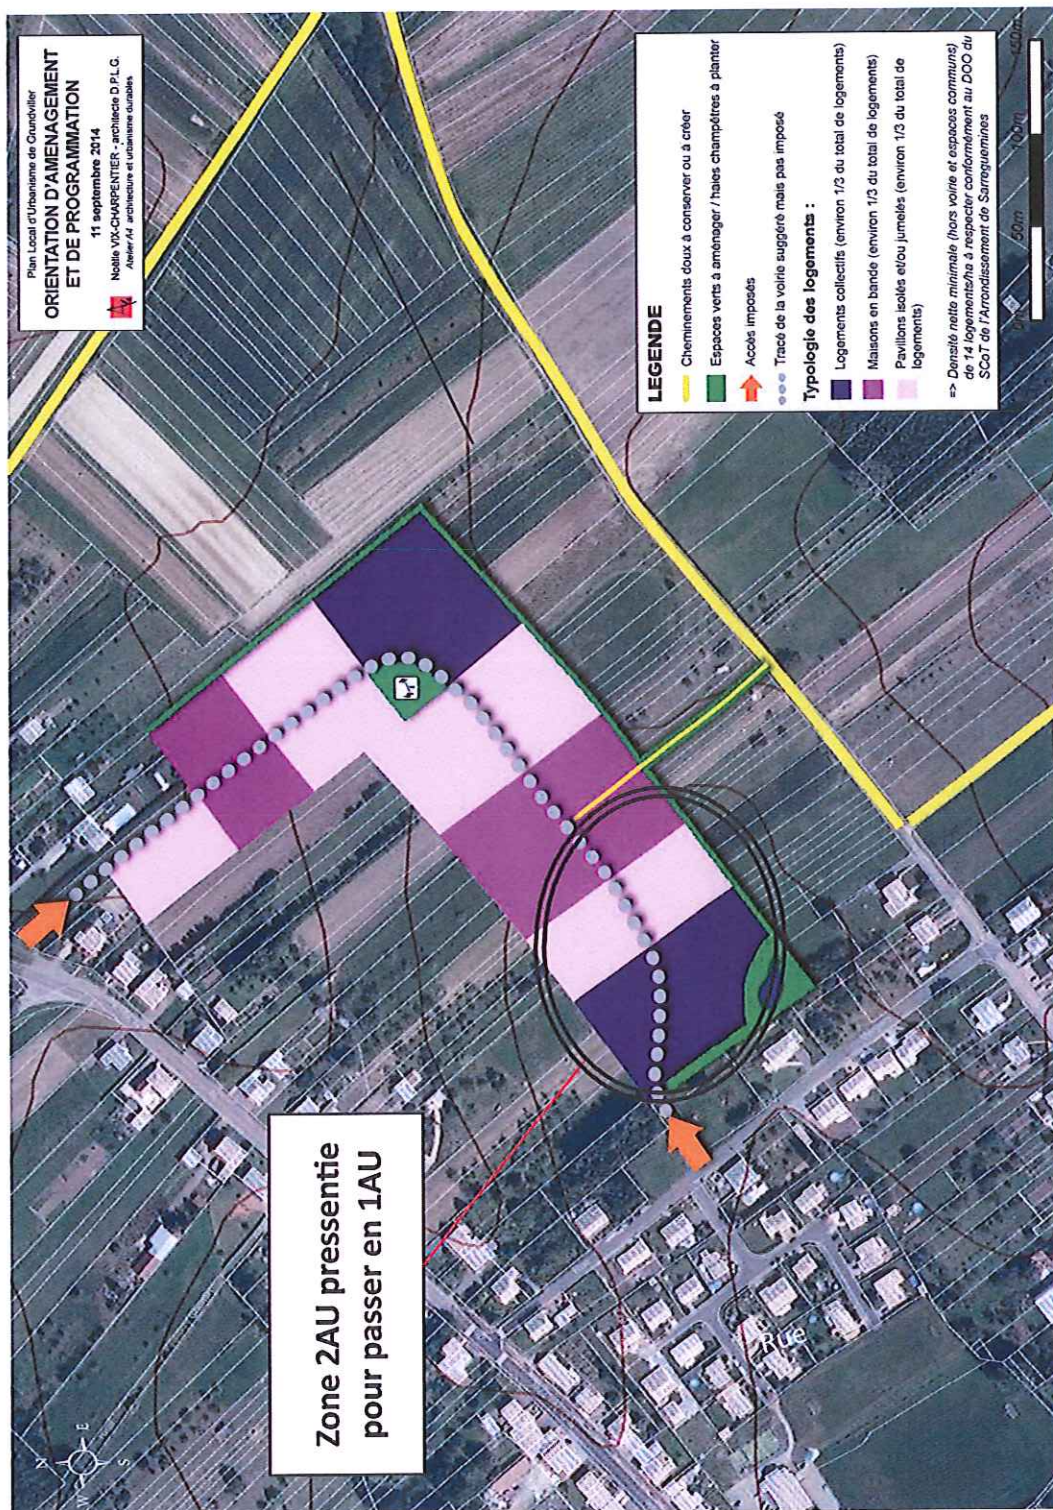 Plan Local d'Urbanisme de Grundviller
ORIENTATION D'AMENAGEMENT
ET DE PROGRAMMATION
11 septembre 2014
Noëlle VIX-CHARPENTIER - architecte D.P.L.G.
Atelier A4 architecture et urbanisme durables
LEGENDE
Cheminements doux à conserver ou à créer
Espaces verts à aménager / haies champêtres à planter
Accès imposés
Tracé de la voirie suggéré mais pas imposé
Typologie des logements :
Logements collectifs (environ 1/3 du total de logements)
Maisons en bande (environ 1/3 du total de logements)
Pavillons isolés et/ou jumelés (environ 1/3 du total de
logements)
=> Densité nette minimale (hors voirie et espaces communs)
de 14 logements/ha à respecter conformément au DOO du
SCoT de l'Arrondissement de Sarreguemines
0m 50m 100m 150m
Zone 2AU pressentie
pour passer en 1AU
N
W E
S
Rue